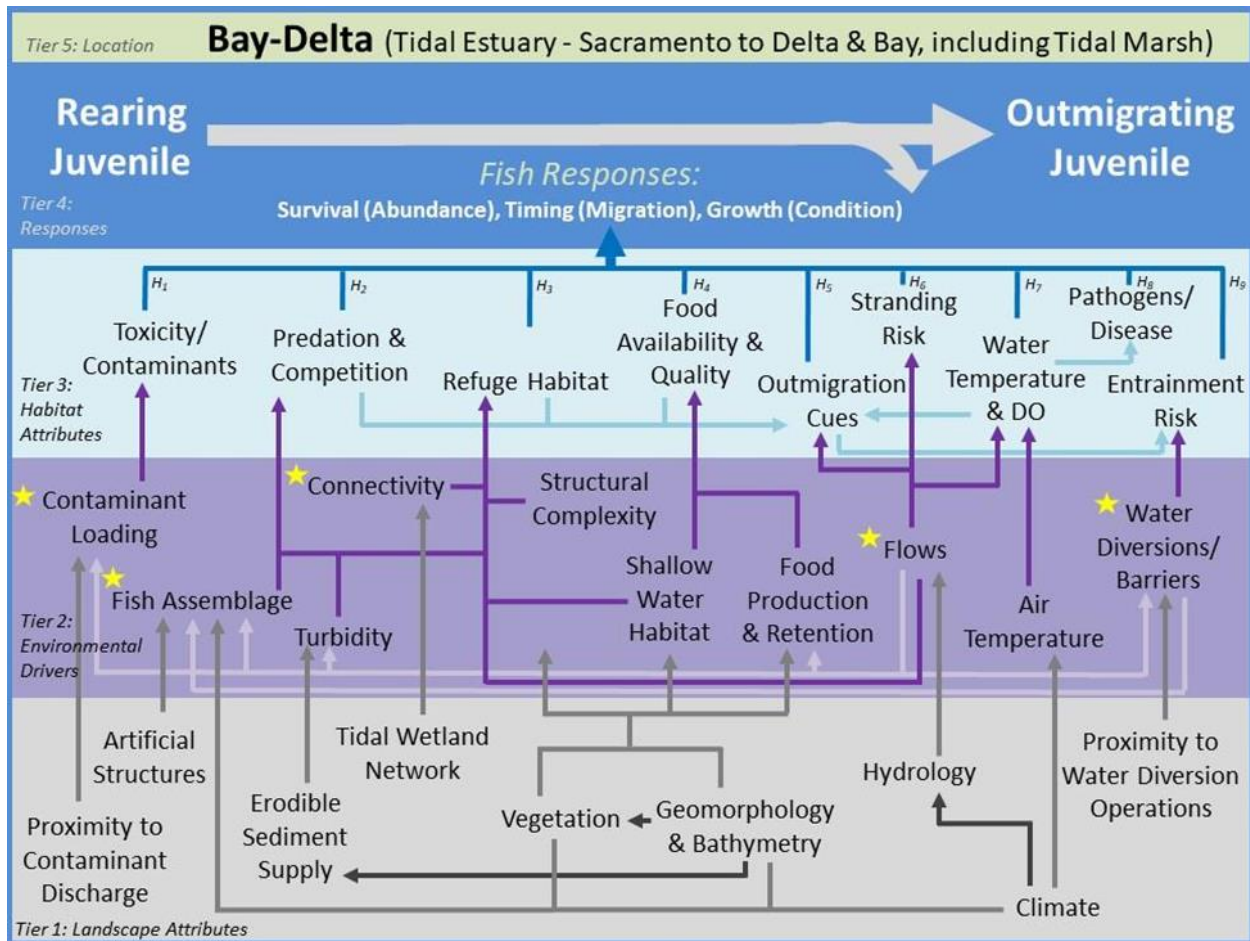 Tier 5: Location
Bay-Delta (Tidal Estuary - Sacramento to Delta & Bay, including Tidal Marsh)
Rearing
Juvenile
Outmigrating
Juvenile
Fish Responses:
Survival (Abundance), Timing (Migration), Growth (Condition)
Tier 4:
Responses
H1
H2
H3
H4
H5
H6
H7
H8
H9
Toxicity/
Contaminants
Predation &
Competition
Refuge Habitat
Food
Availability &
Quality
Outmigration
Cues
Stranding
Risk
Water
Temperature
& DO
Pathogens/
Disease
Entrainment
Risk
Tier 3:
Habitat
Attributes
Contaminant
Loading
Connectivity
Structural
Complexity
Fish Assemblage
Turbidity
Shallow
Water
Habitat
Food
Production
& Retention
Flows
Air
Temperature
Water
Diversions/
Barriers
Tier 2:
Environmental
Drivers
Artificial
Structures
Tidal Wetland
Network
Proximity to
Contaminant
Discharge
Erodible
Sediment
Supply
Vegetation
Geomorphology
& Bathymetry
Hydrology
Proximity to
Water Diversion
Operations
Climate
Tier 1: Landscape Attributes